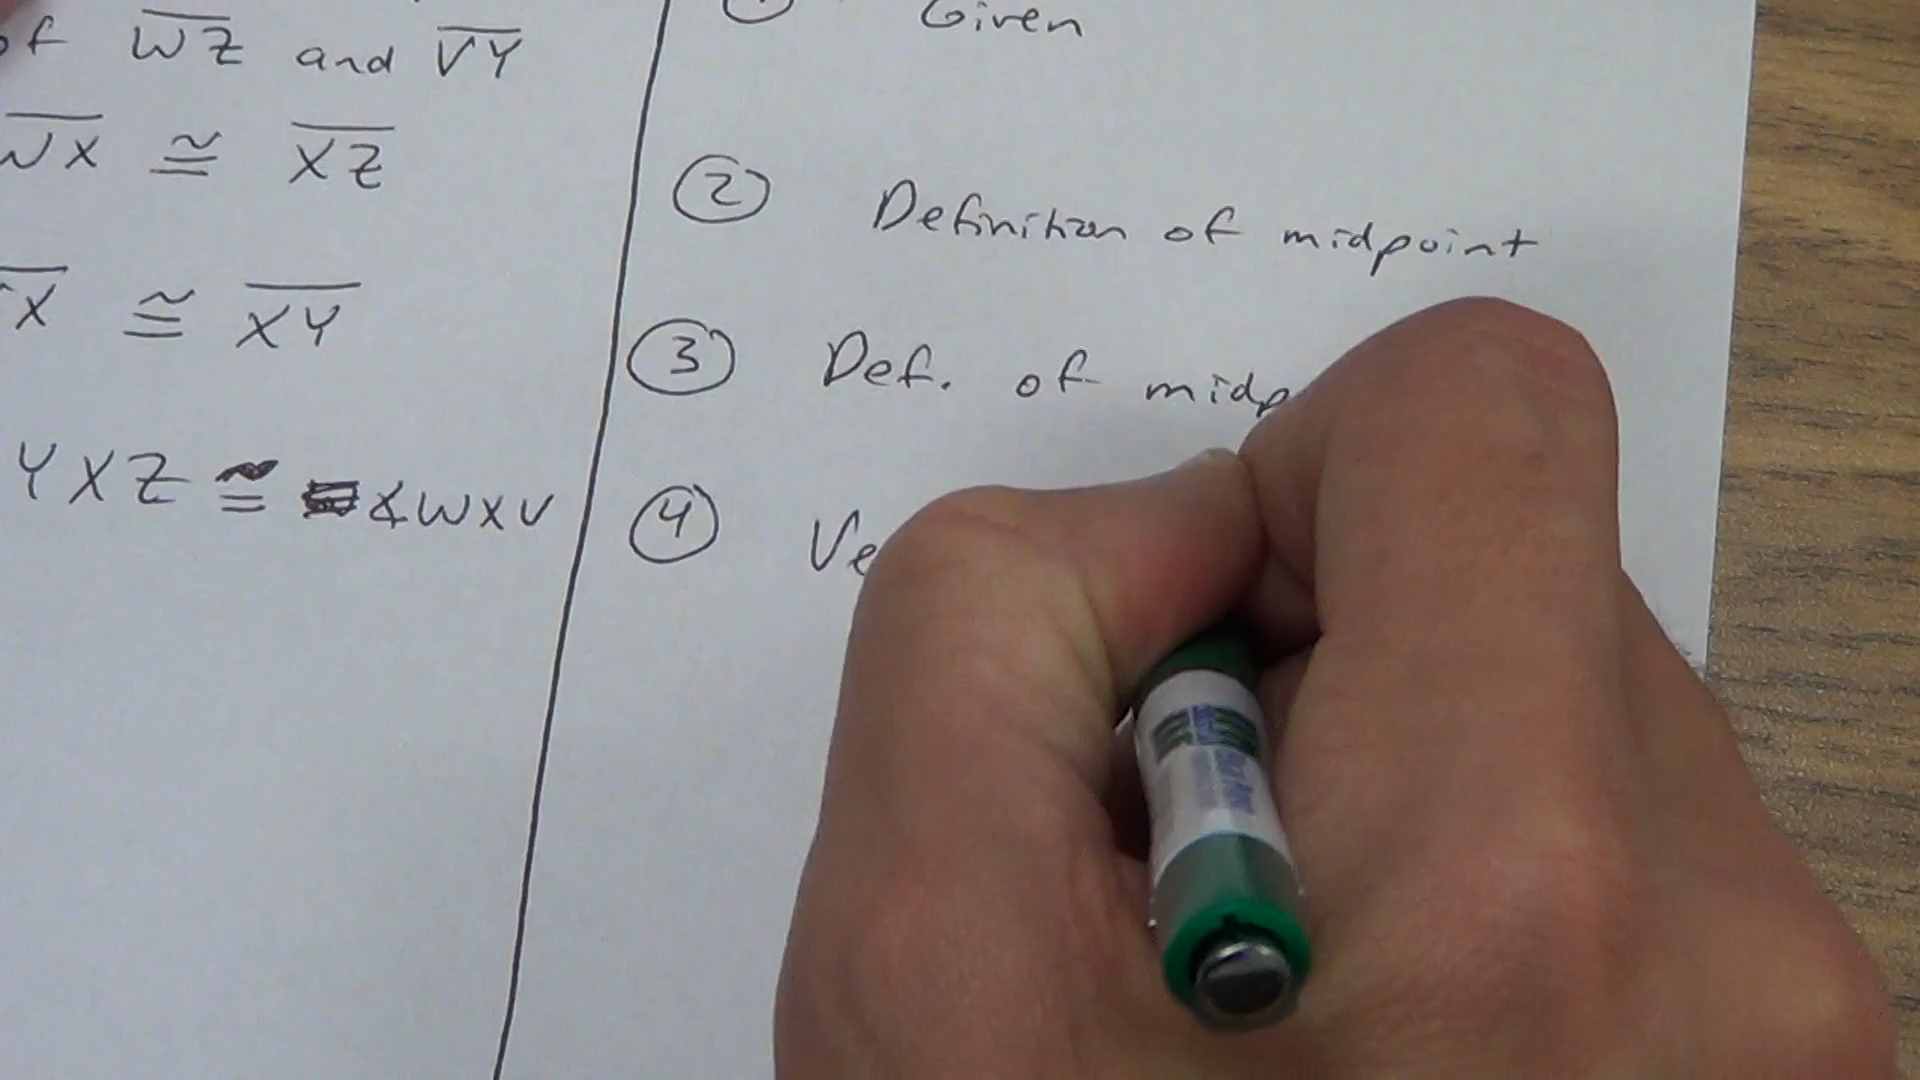 of WZ and VY
① Given
WX ≅ XZ
② Definition of midpoint
X ≅ XY
③ Def. of midp
YXZ ≅ ∡WXV
④ Ve